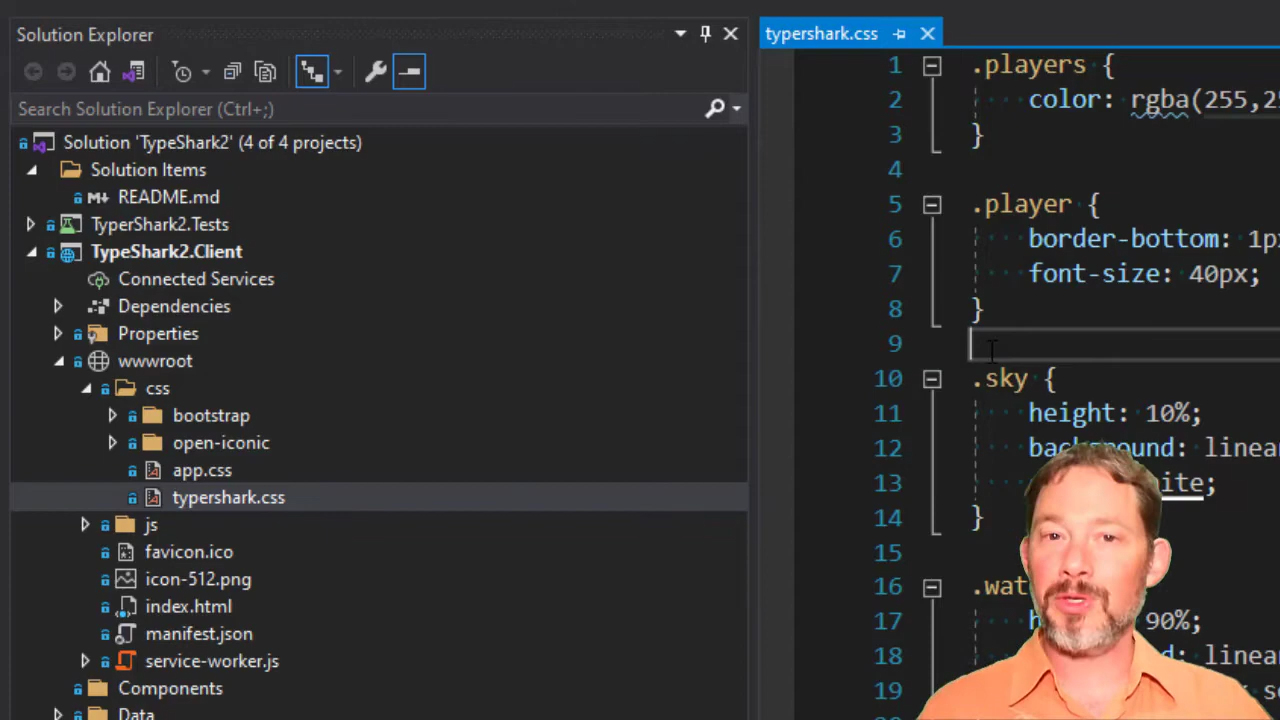 Solution Explorer
Search Solution Explorer (Ctrl+;)
Solution 'TypeShark2' (4 of 4 projects)
Solution Items
README.md
TyperShark2.Tests
TypeShark2.Client
Connected Services
Dependencies
Properties
wwwroot
css
bootstrap
open-iconic
app.css
typershark.css
js
favicon.ico
icon-512.png
index.html
manifest.json
service-worker.js
Components
Data
typershark.css
1 .players {
2 color: rgba(255,25
3 }
4
5 .player {
6 border-bottom: 1p
7 font-size: 40px;
8 }
9
10 .sky {
11 height: 10%;
12 background: linea
13 ite;
14 }
15
16 .wat
17 h 90%;
18 d: linea
19 s